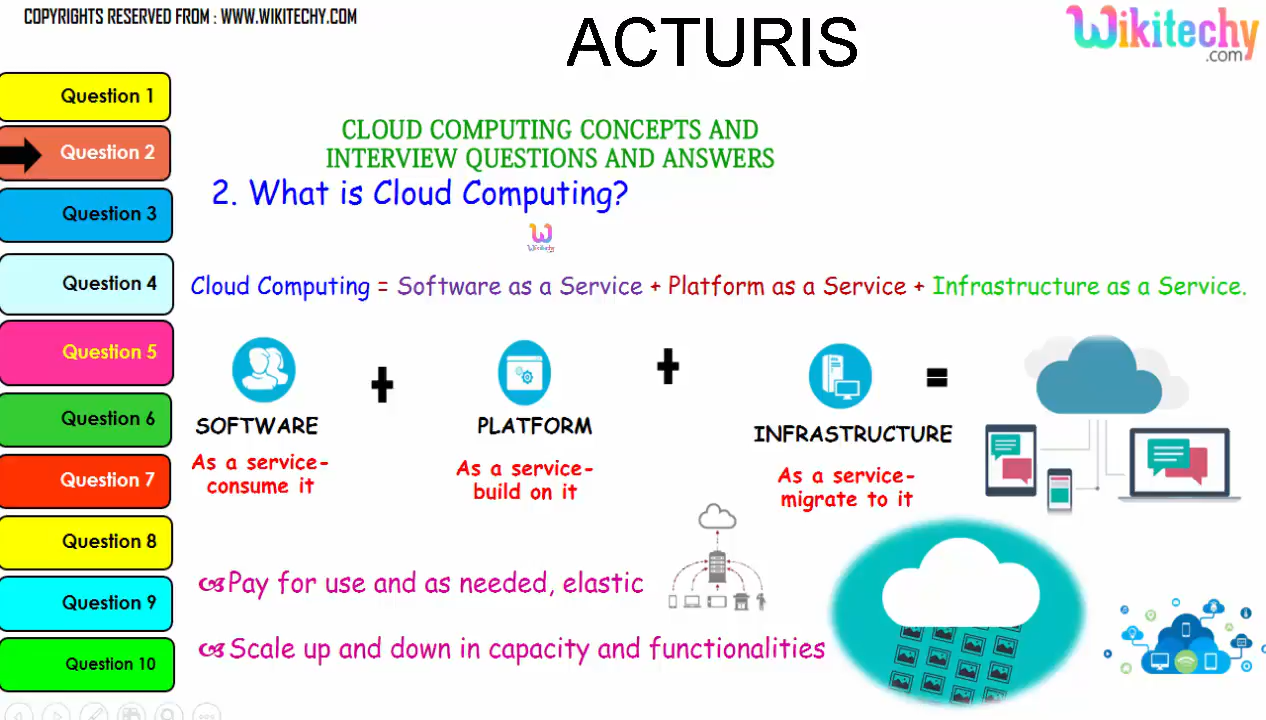 COPYRIGHTS RESERVED FROM : WWW.WIKITECHY.COM
ACTURIS
Wikitechy
.com
Question 1
Question 2
Question 3
Question 4
Question 5
Question 6
Question 7
Question 8
Question 9
Question 10
CLOUD COMPUTING CONCEPTS AND
INTERVIEW QUESTIONS AND ANSWERS
2. What is Cloud Computing?
Wikitechy
Cloud Computing = Software as a Service + Platform as a Service + Infrastructure as a Service.
+
+
=
SOFTWARE
As a service-
consume it
PLATFORM
As a service-
build on it
INFRASTRUCTURE
As a service-
migrate to it
Pay for use and as needed, elastic
Scale up and down in capacity and functionalities